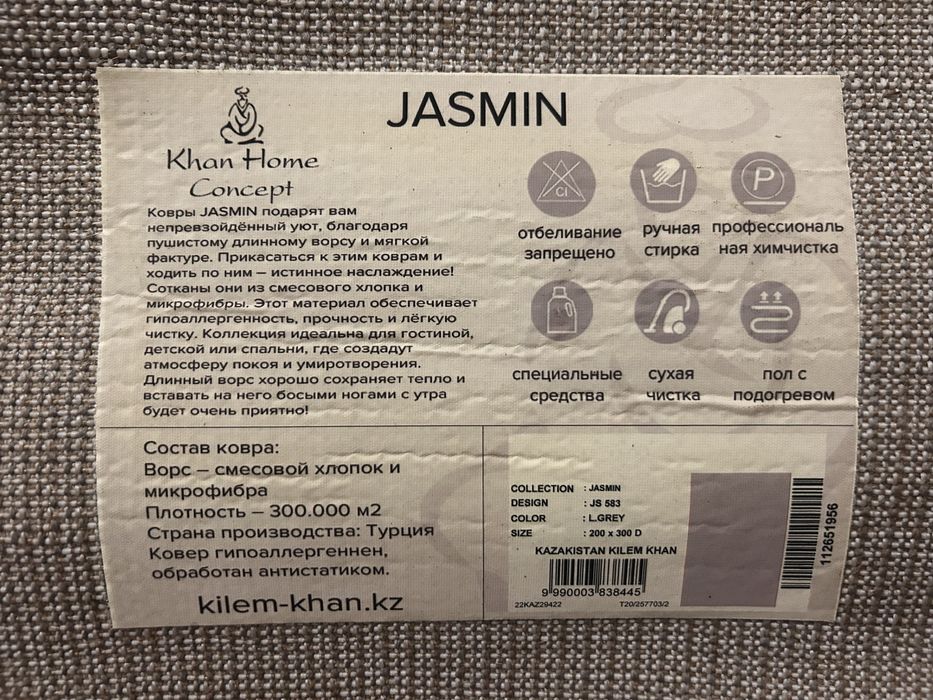 JASMIN
Khan Home
Concept
Ковры JASMIN подарят вам
непревзойдённый уют, благодаря
пушистому длинному ворсу и мягкой
фактуре. Прикасаться к этим коврам и
ходить по ним – истинное наслаждение!
Сотканы они из смесового хлопка и
микрофибры. Этот материал обеспечивает
гипоаллергенность, прочность и лёгкую
чистку. Коллекция идеальна для гостиной,
детской или спальни, где создадут
атмосферу покоя и умиротворения.
Длинный ворс хорошо сохраняет тепло и
вставать на него босыми ногами с утра
будет очень приятно!
Cl
P
отбеливание
запрещено
ручная
стирка
профессиональ
ная химчистка
специальные
средства
сухая
чистка
пол с
подогревом
Состав ковра:
Ворс – смесовой хлопок и
микрофибра
Плотность – 300.000 м2
Страна производства: Турция
Ковер гипоаллергеннен,
обработан антистатиком.
kilem-khan.kz
COLLECTION : JASMIN
DESIGN : JS 583
COLOR : L.GREY
SIZE : 200 x 300 D
KAZAKISTAN KILEM KHAN
9 990003 838445
22KAZ29422 T20/257703/2
112651956